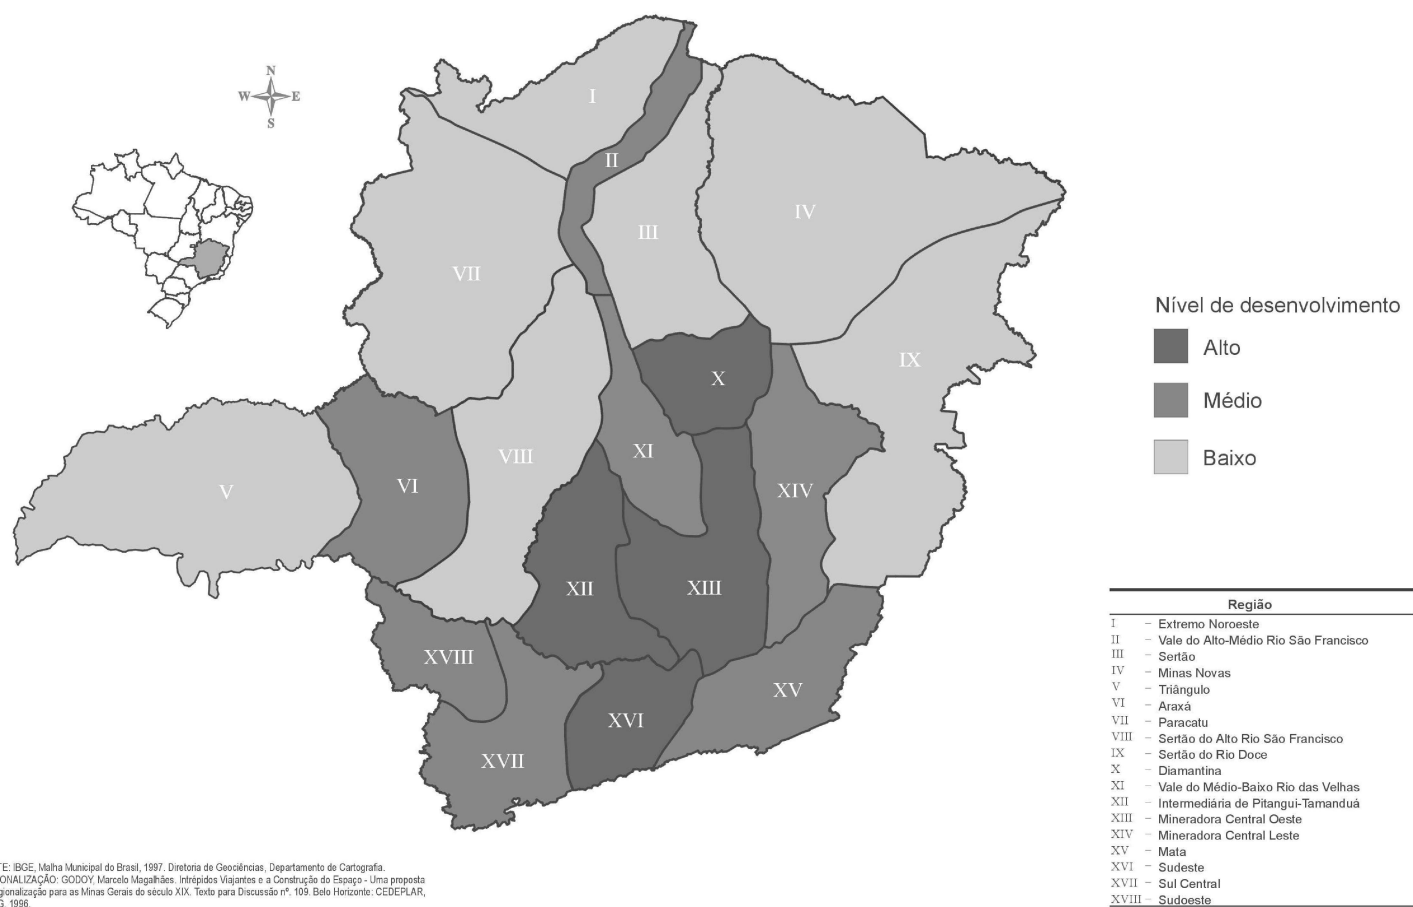 N
W E
S
I
II
III
IV
VII
IX
X
V
VI
VIII
XI
XIV
XII
XIII
XVIII
XV
XVI
XVII
Nível de desenvolvimento
Alto
Médio
Baixo
Região
I – Extremo Noroeste
II – Vale do Alto-Médio Rio São Francisco
III – Sertão
IV – Minas Novas
V – Triângulo
VI – Araxá
VII – Paracatu
VIII – Sertão do Alto Rio São Francisco
IX – Sertão do Rio Doce
X – Diamantina
XI – Vale do Médio-Baixo Rio das Velhas
XII – Intermediária de Pitangui-Tamanduá
XIII – Mineradora Central Oeste
XIV – Mineradora Central Leste
XV – Mata
XVI – Sudeste
XVII – Sul Central
XVIII – Sudoeste
TE: IBGE, Malha Municipal do Brasil, 1997. Diretoria de Geociências, Departamento de Cartografia.
IONALIZAÇÃO: GODOY, Marcelo Magalhães. Intrépidos Viajantes e a Construção do Espaço - Uma proposta
gionalização para as Minas Gerais do século XIX. Texto para Discussão nº. 109. Belo Horizonte: CEDEPLAR,
G, 1996.